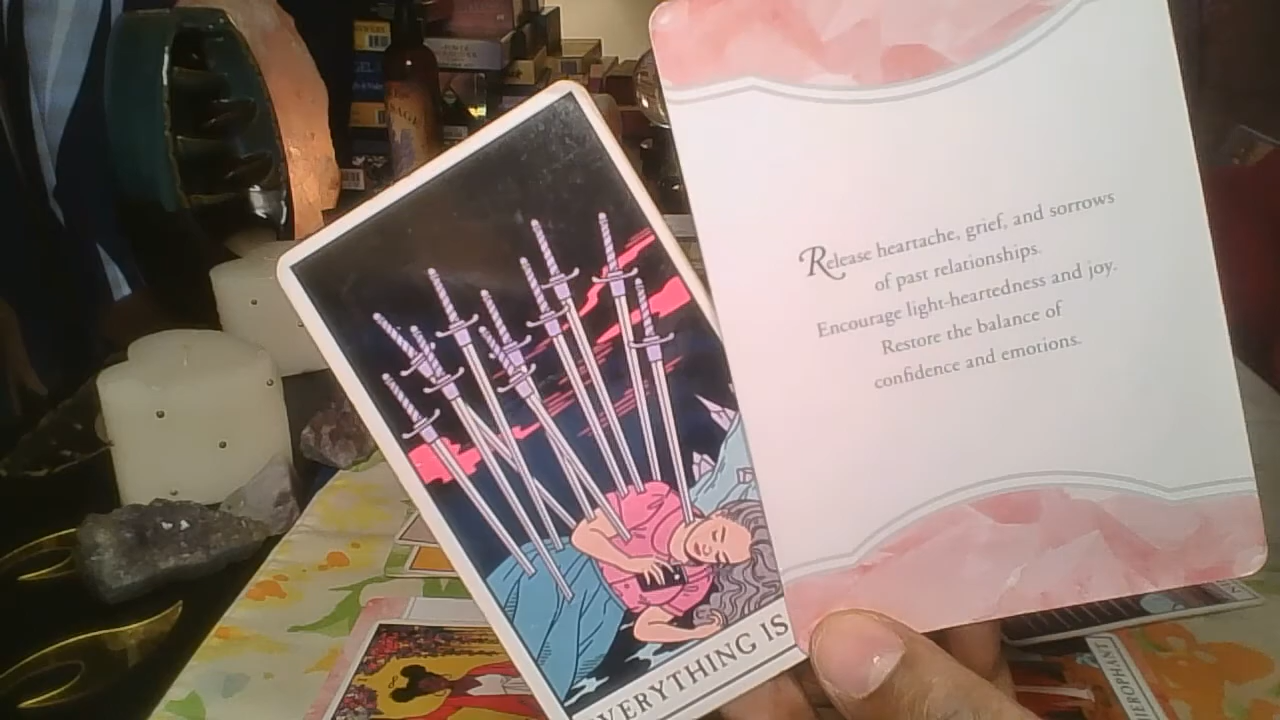 Release heartache, grief, and sorrows
of past relationships.
Encourage light-heartedness and joy.
Restore the balance of
confidence and emotions.
EVERYTHING IS
HIEROPHANT